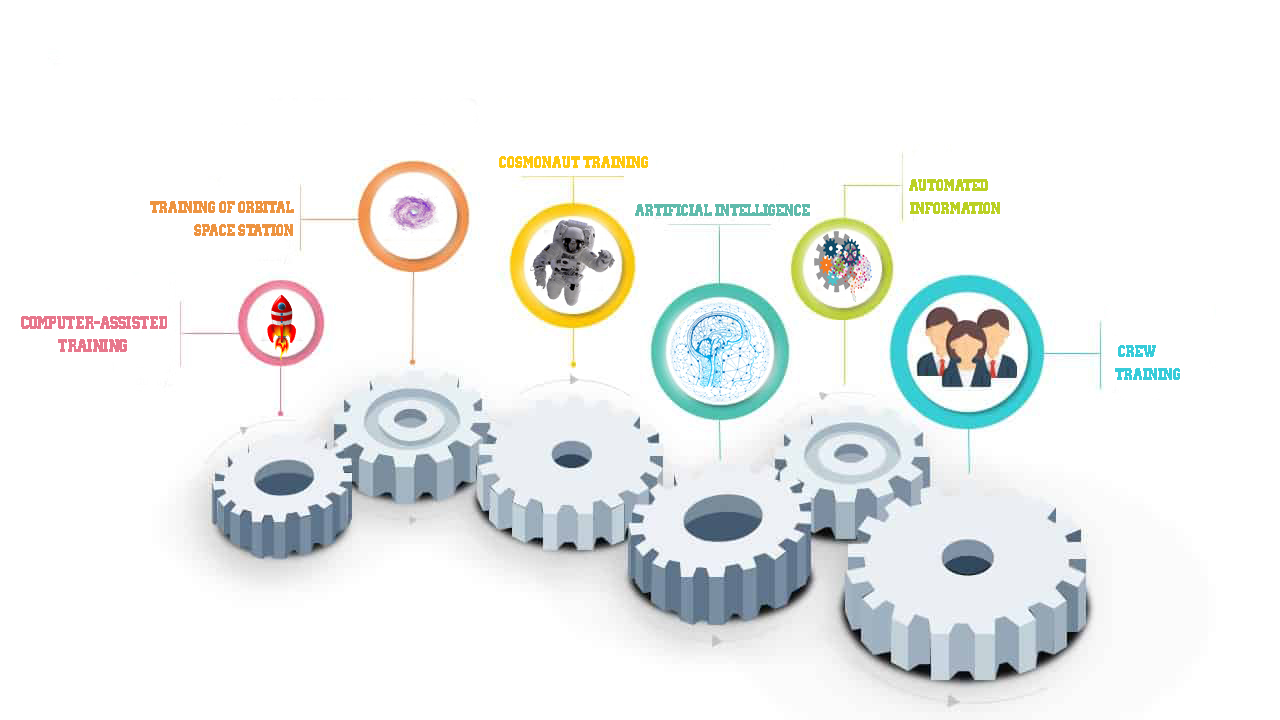 COMPUTER-ASSISTED
TRAINING
TRAINING OF ORBITAL
SPACE STATION
COSMONAUT TRAINING
ARTIFICIAL INTELLIGENCE
AUTOMATED
INFORMATION
CREW
TRAINING